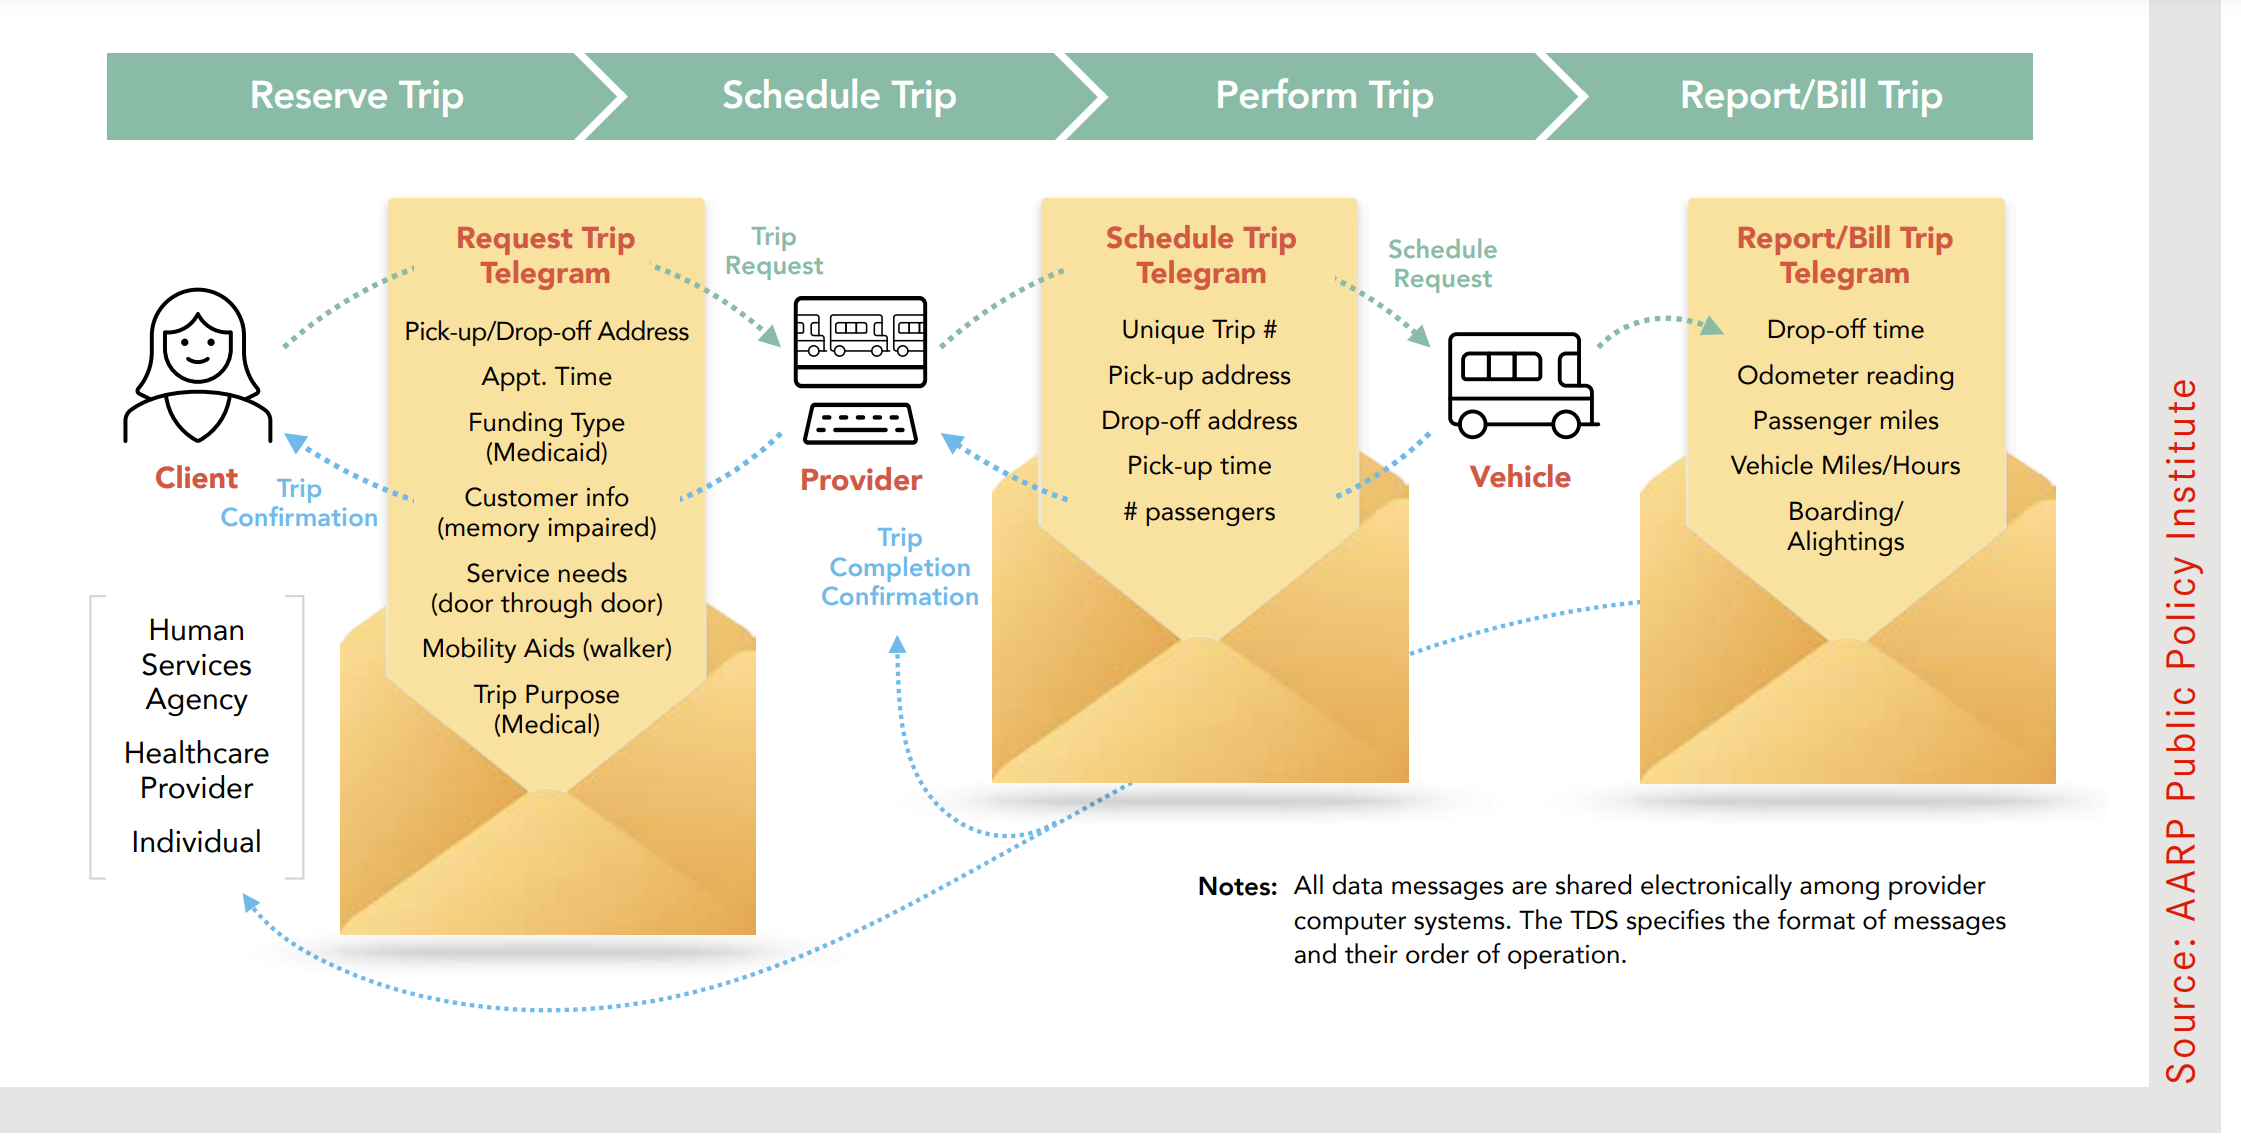 Reserve Trip
Schedule Trip
Perform Trip
Report/Bill Trip
Request Trip
Telegram
Pick-up/Drop-off Address
Appt. Time
Funding Type
(Medicaid)
Customer info
(memory impaired)
Service needs
(door through door)
Mobility Aids (walker)
Trip Purpose
(Medical)
Client
Trip
Confirmation
Human
Services
Agency
Healthcare
Provider
Individual
Trip
Request
Provider
Trip
Completion
Confirmation
Schedule Trip
Telegram
Unique Trip #
Pick-up address
Drop-off address
Pick-up time
# passengers
Schedule
Request
Vehicle
Report/Bill Trip
Telegram
Drop-off time
Odometer reading
Passenger miles
Vehicle Miles/Hours
Boarding/
Alightings
Notes: All data messages are shared electronically among provider
computer systems. The TDS specifies the format of messages
and their order of operation.
Source: AARP Public Policy Institute